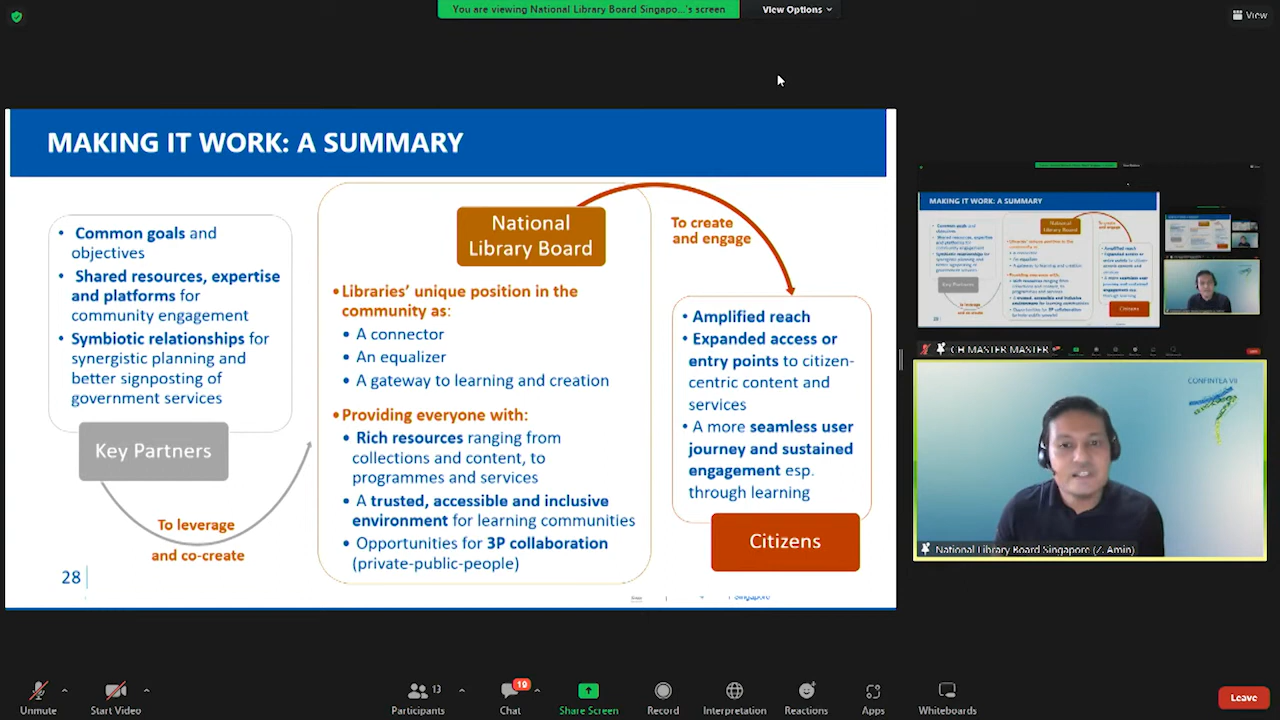 You are viewing National Library Board Singapo...'s screen
View Options
View
MAKING IT WORK: A SUMMARY
• Common goals and
objectives
• Shared resources, expertise
and platforms for
community engagement
• Symbiotic relationships for
synergistic planning and
better signposting of
government services
Key Partners
To leverage
and co-create
28
National
Library Board
•Libraries' unique position in the
community as:
• A connector
• An equalizer
• A gateway to learning and creation
•Providing everyone with:
• Rich resources ranging from
collections and content, to
programmes and services
• A trusted, accessible and inclusive
environment for learning communities
• Opportunities for 3P collaboration
(private-public-people)
To create
and engage
• Amplified reach
• Expanded access or
entry points to citizen-
centric content and
services
• A more seamless user
journey and sustained
engagement esp.
through learning
Citizens
MAKING IT WORK: A SUMMARY
Key Partners
Citizens
CH MASTER MASTER
CONFINTEA VII
National Library Board Singapore (Z. Amin)
Unmute
Start Video
13
Participants
19
Chat
Share Screen
Record
Interpretation
Reactions
Apps
Whiteboards
Leave